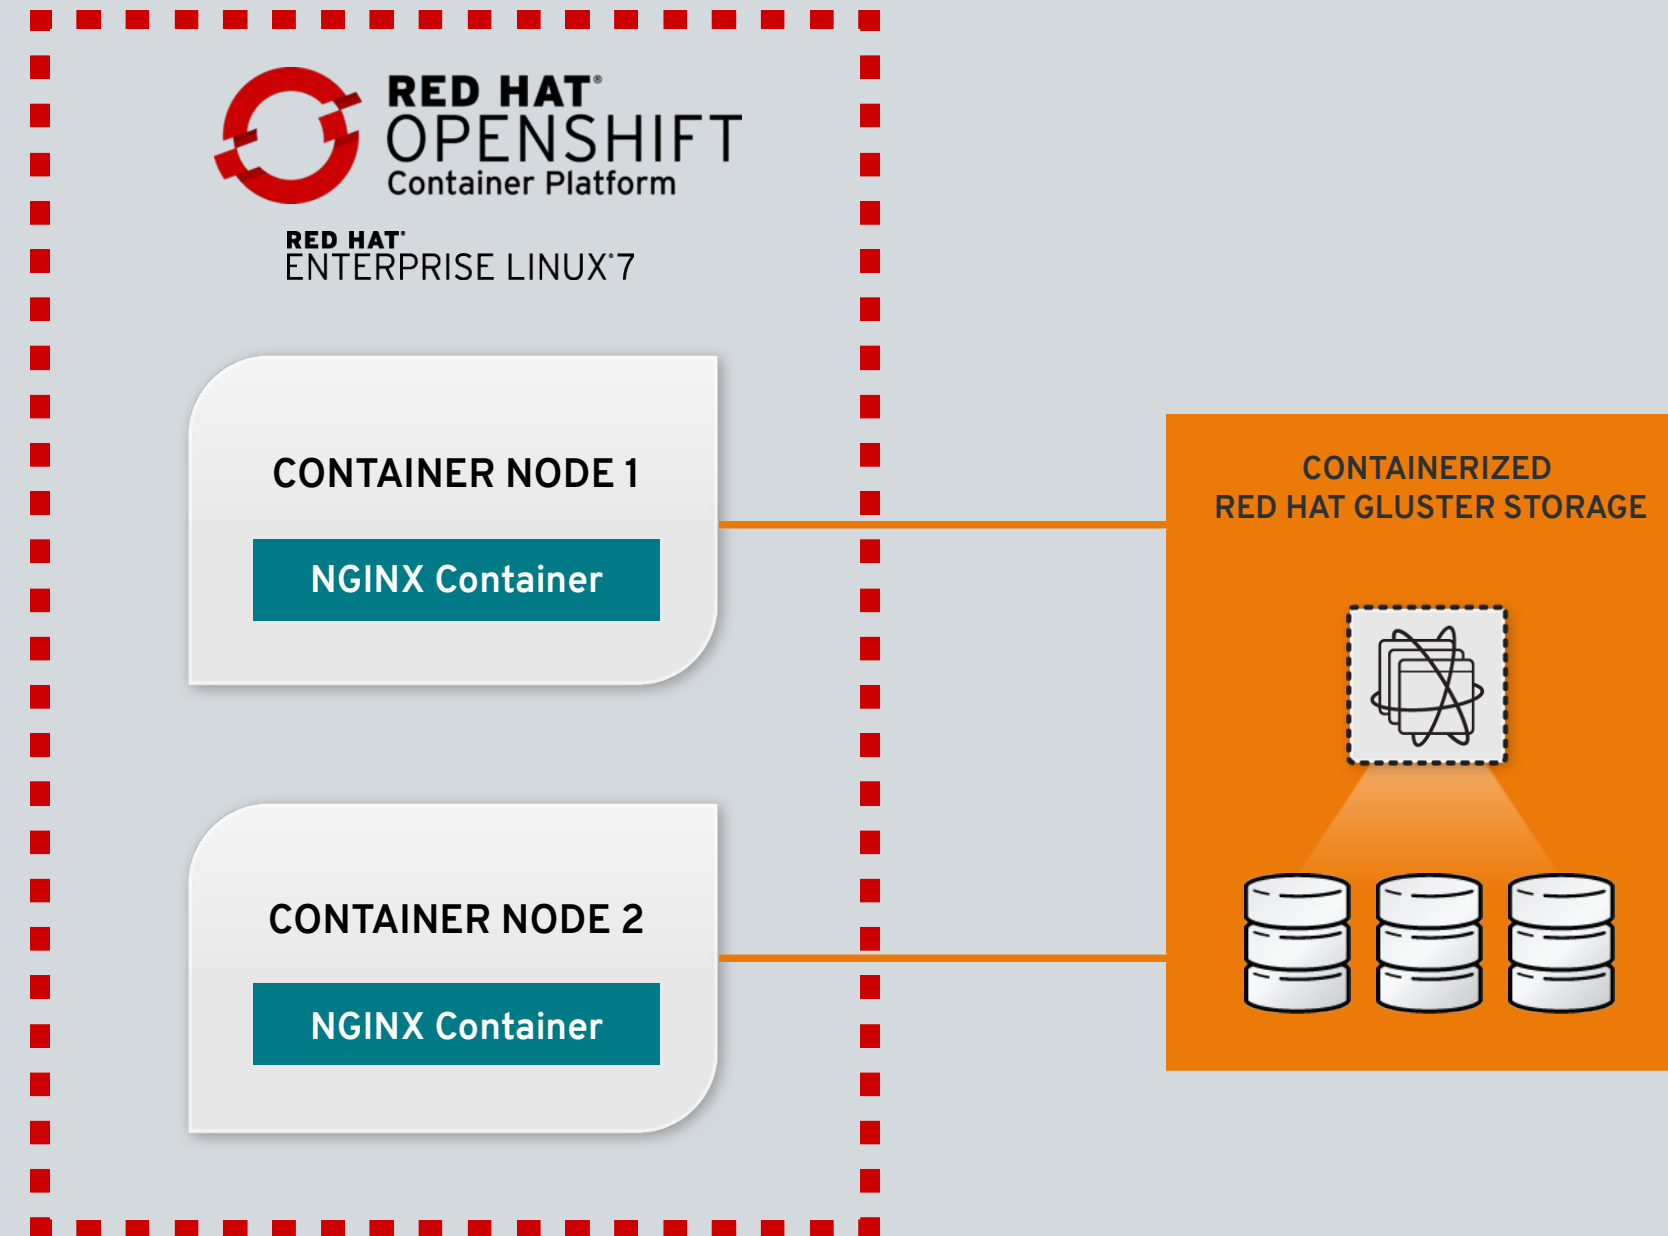 RED HAT®
OPENSHIFT
Container Platform
RED HAT®
ENTERPRISE LINUX®7
CONTAINER NODE 1
NGINX Container
CONTAINER NODE 2
NGINX Container
CONTAINERIZED
RED HAT GLUSTER STORAGE